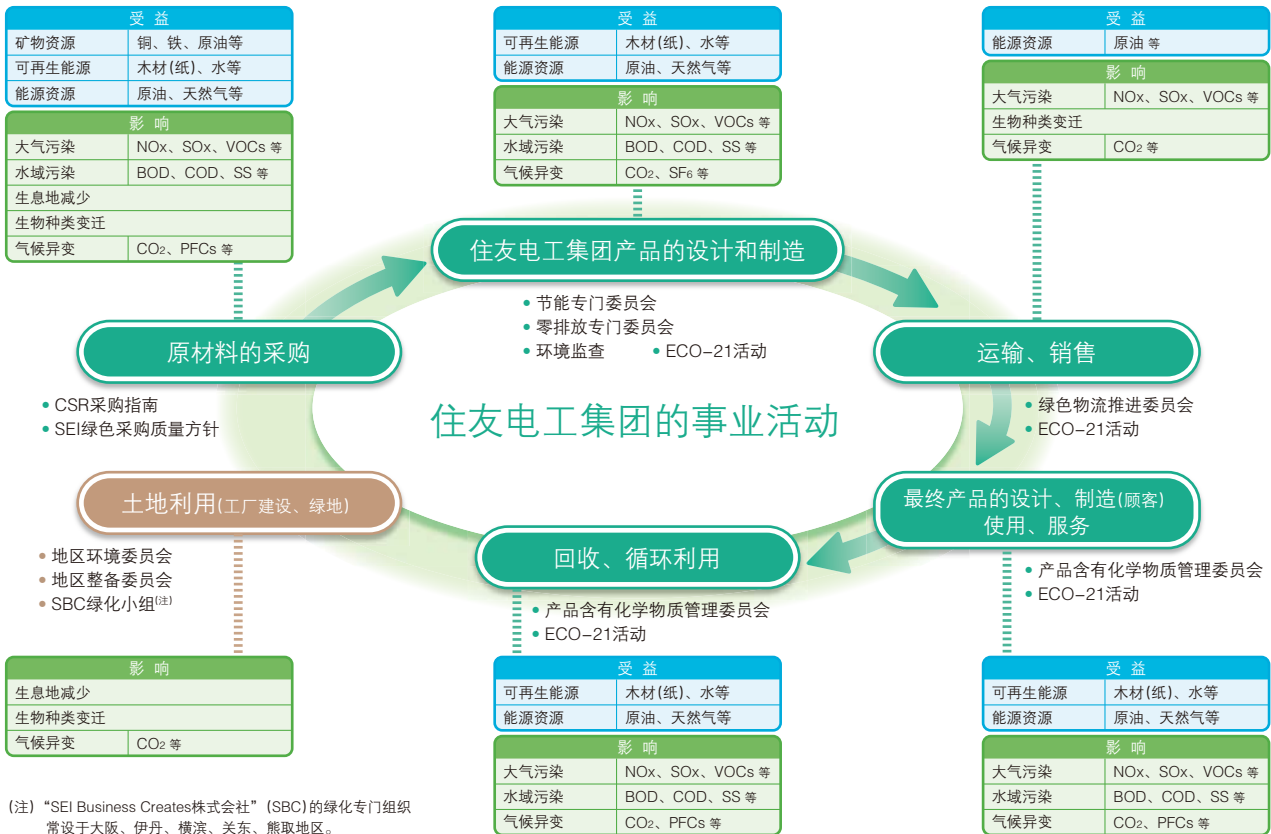 受 益
矿物资源 铜、铁、原油等
可再生能源 木材(纸)、水等
能源资源 原油、天然气等
影 响
大气污染 NOx、SOx、VOCs 等
水域污染 BOD、COD、SS 等
生息地减少
生物种类变迁
气候异变 CO2、PFCs 等
受 益
可再生能源 木材(纸)、水等
能源资源 原油、天然气等
影 响
大气污染 NOx、SOx、VOCs 等
水域污染 BOD、COD、SS 等
气候异变 CO2、SF6 等
受 益
能源资源 原油 等
影 响
大气污染 NOx、SOx、VOCs 等
生物种类变迁
气候异变 CO2 等
住友电工集团产品的设计和制造
• 节能专门委员会
• 零排放专门委员会
• 环境监查 • ECO-21活动
原材料的采购
• CSR采购指南
• SEI绿色采购质量方针
运输、销售
• 绿色物流推进委员会
• ECO-21活动
住友电工集团的事业活动
土地利用(工厂建设、绿地)
• 地区环境委员会
• 地区整备委员会
• SBC绿化小组(注)
回收、循环利用
• 产品含有化学物质管理委员会
• ECO-21活动
最终产品的设计、制造(顾客)
使用、服务
• 产品含有化学物质管理委员会
• ECO-21活动
影 响
生息地减少
生物种类变迁
气候异变 CO2 等
受 益
可再生能源 木材(纸)、水等
能源资源 原油、天然气等
影 响
大气污染 NOx、SOx、VOCs 等
水域污染 BOD、COD、SS 等
气候异变 CO2、PFCs 等
受 益
可再生能源 木材(纸)、水等
能源资源 原油、天然气等
影 响
大气污染 NOx、SOx、VOCs 等
水域污染 BOD、COD、SS 等
气候异变 CO2、PFCs 等
(注) “SEI Business Creates株式会社” (SBC)的绿化专门组织
常设于大阪、伊丹、横滨、关东、熊取地区。